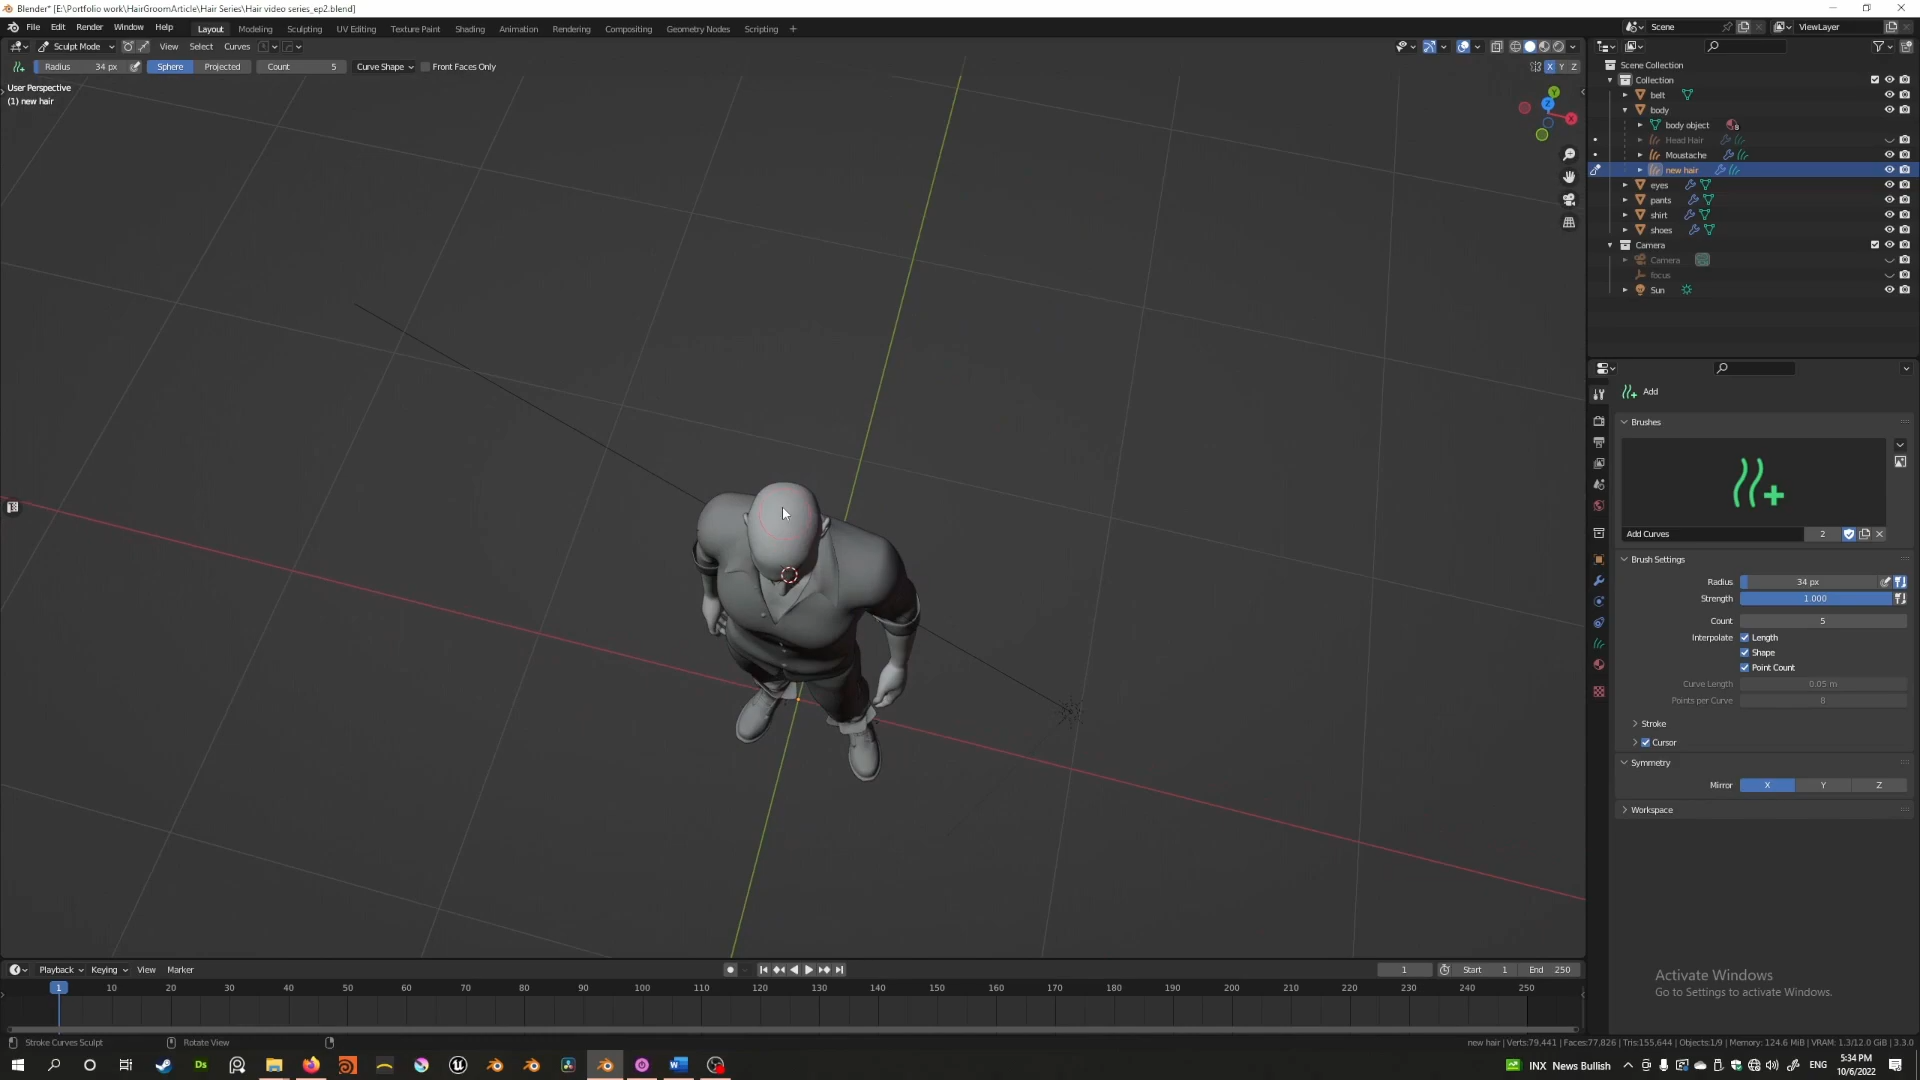 Blender* [E:\Portfolio work\HairGroomArticle\Hair Series\Hair video series_ep2.blend]
File Edit Render Window Help Layout Modeling Sculpting UV Editing Texture Paint Shading Animation Rendering Compositing Geometry Nodes Scripting + Scene ViewLayer
Sculpt Mode View Select Curves
Radius 34 px Sphere Projected Count 5 Curve Shape Front Faces Only X Y Z
User Perspective
(1) new hair
Y
Z
X
Scene Collection
Collection
belt
body
body object
Head Hair
Moustache
new hair
eyes
pants
shirt
shoes
Camera
Camera
focus
Sun
Add
Brushes
Add Curves 2
Brush Settings
Radius 34 px
Strength 1.000
Count 5
Interpolate Length
Shape
Point Count
Curve Length 0.05 m
Points per Curve 8
Stroke
Cursor
Symmetry
Mirror X Y Z
Workspace
Activate Windows
Go to Settings to activate Windows.
Playback Keying View Marker 1 Start 1 End 250
1 10 20 30 40 50 60 70 80 90 100 110 120 130 140 150 160 170 180 190 200 210 220 230 240 250
Stroke Curves Sculpt Rotate View new hair | Verts:79,441 | Faces:77,826 | Tris:155,644 | Objects:1/9 | Memory: 124.6 MiB | VRAM: 1.3/12.0 GiB | 3.3.0
Ds INX News Bullish ENG 5:34 PM
10/6/2022